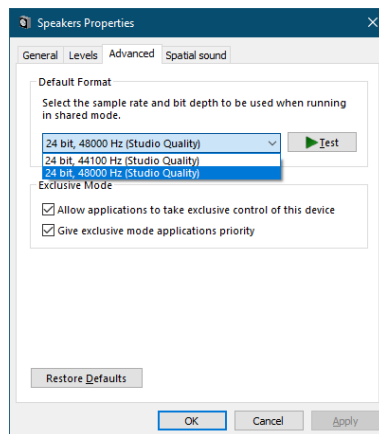 Speakers Properties
General Levels Advanced Spatial sound
Default Format
Select the sample rate and bit depth to be used when running
in shared mode.
24 bit, 48000 Hz (Studio Quality)
Test
24 bit, 44100 Hz (Studio Quality)
24 bit, 48000 Hz (Studio Quality)
Exclusive Mode
Allow applications to take exclusive control of this device
Give exclusive mode applications priority
Restore Defaults
OK Cancel Apply